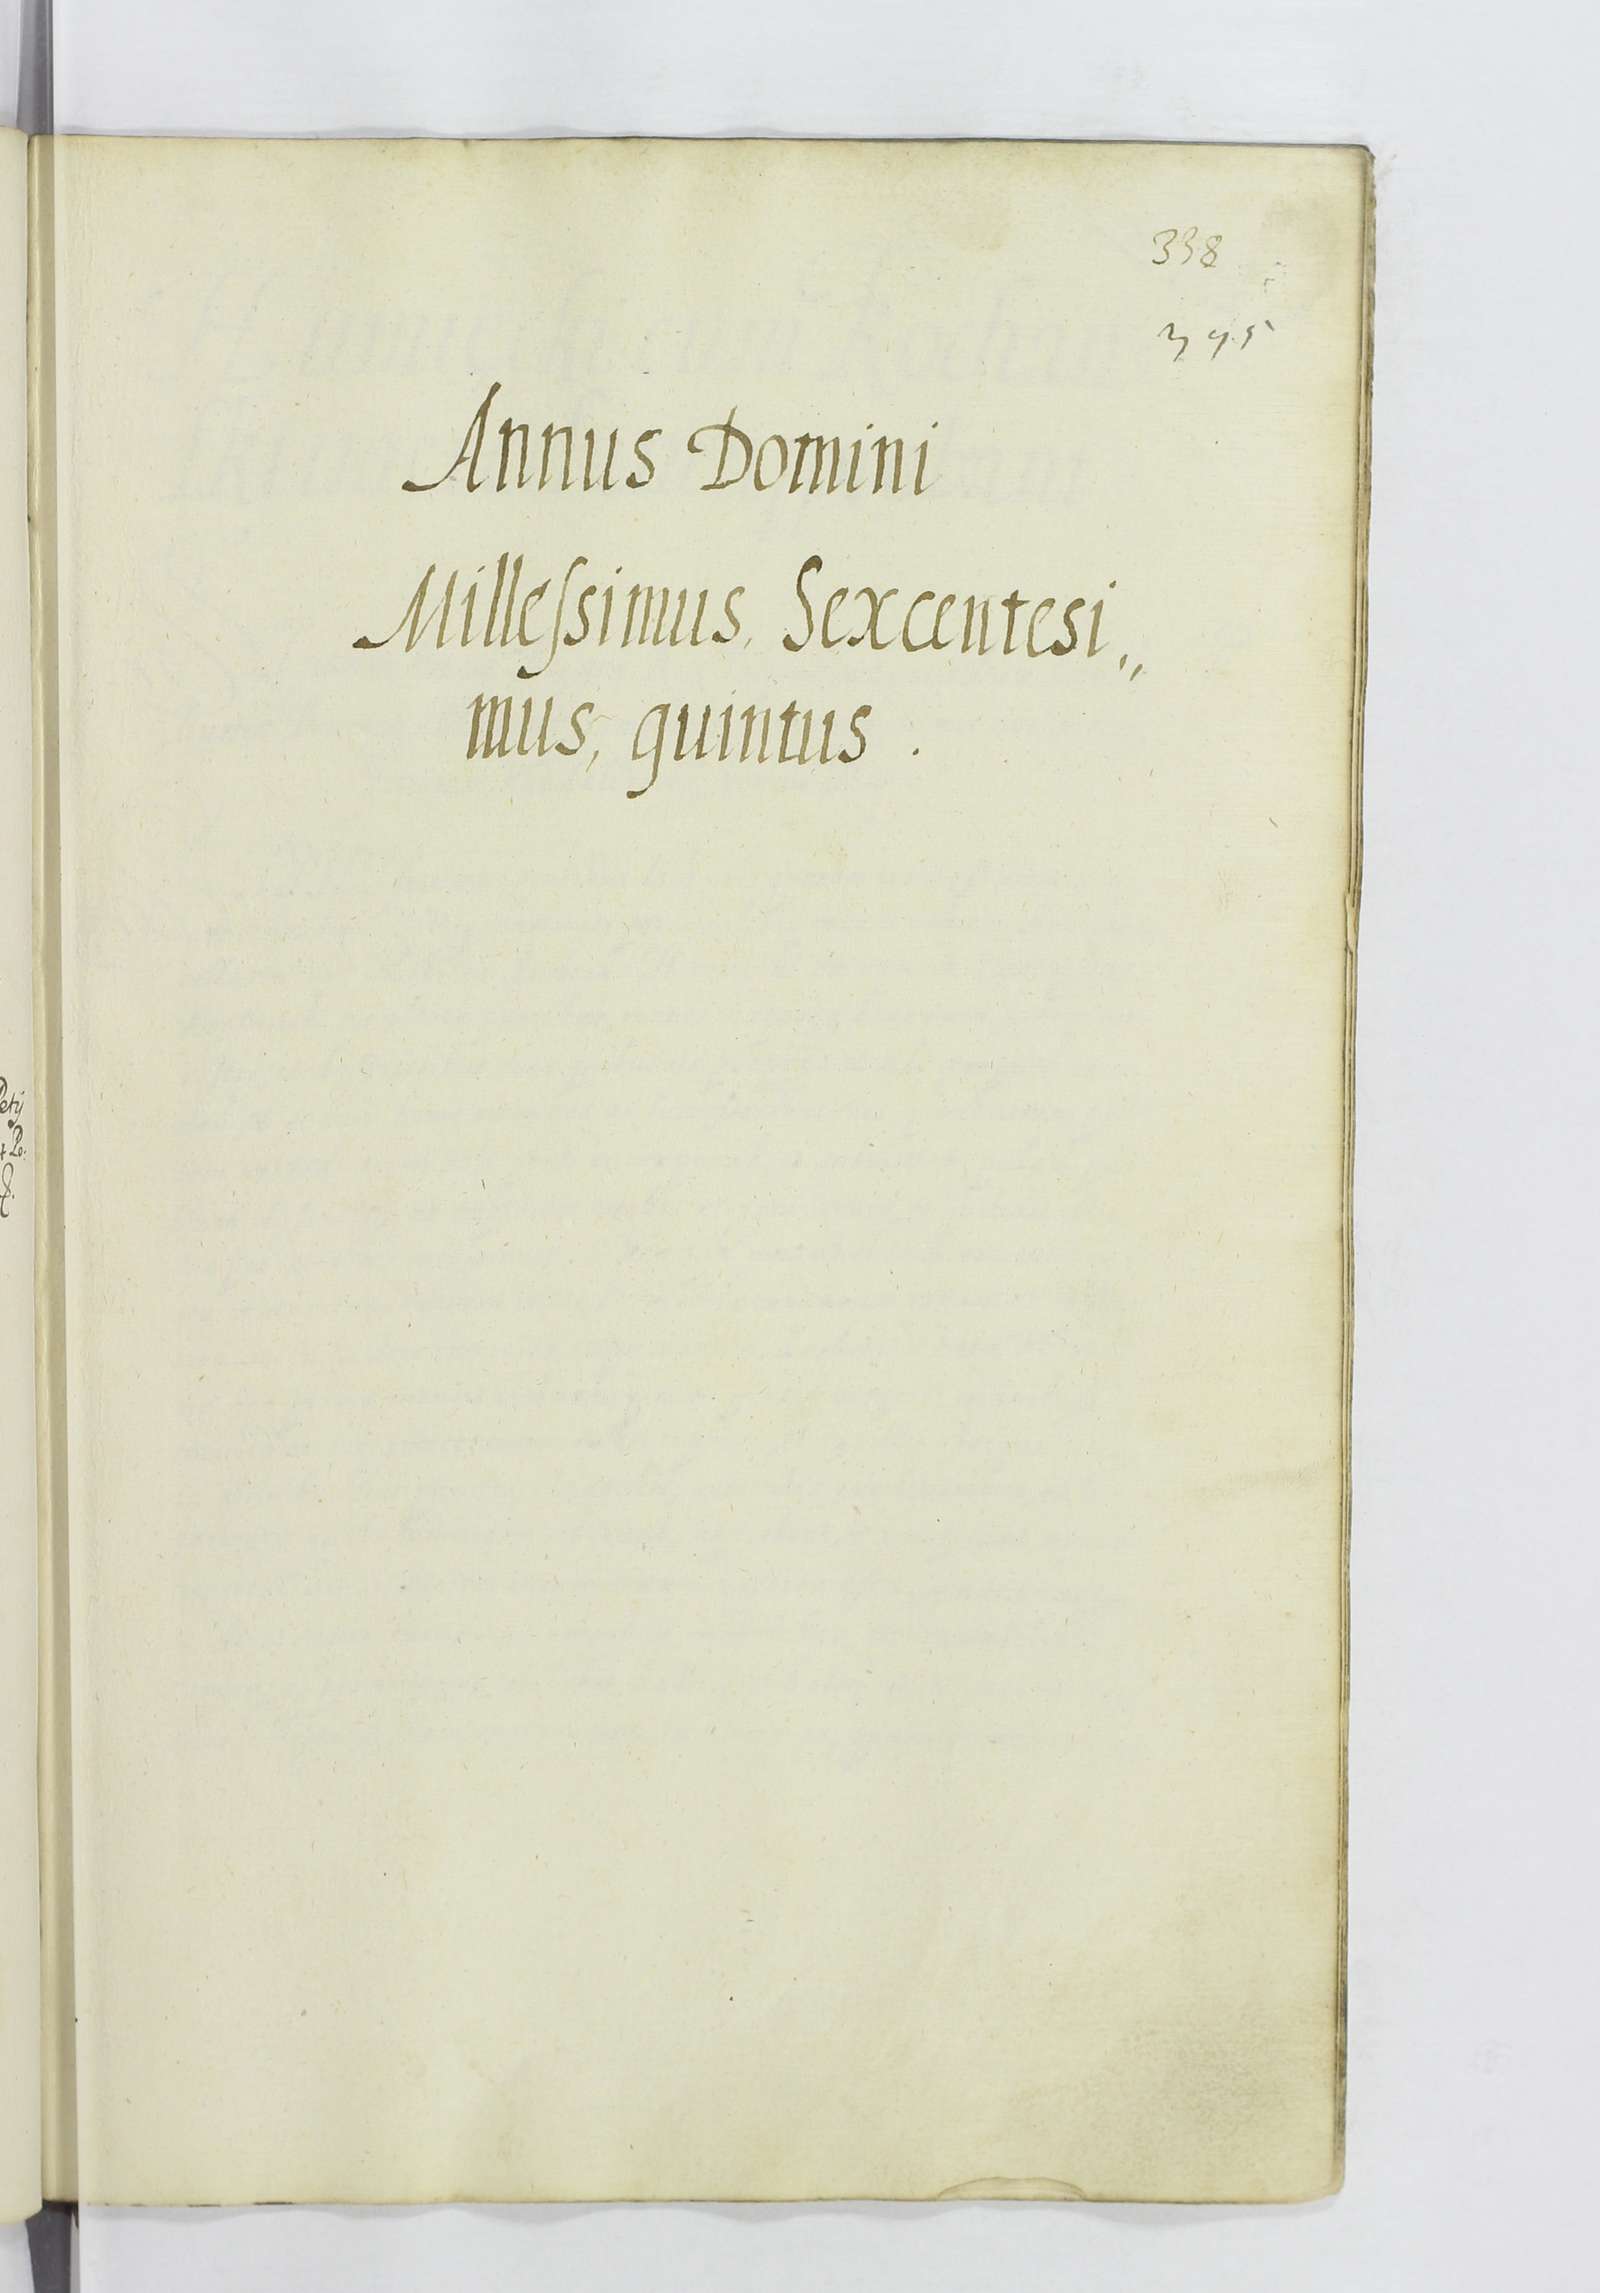 338
395
Annus Domini
Milleſsimus, Sexcentesi„
mus, quintus.